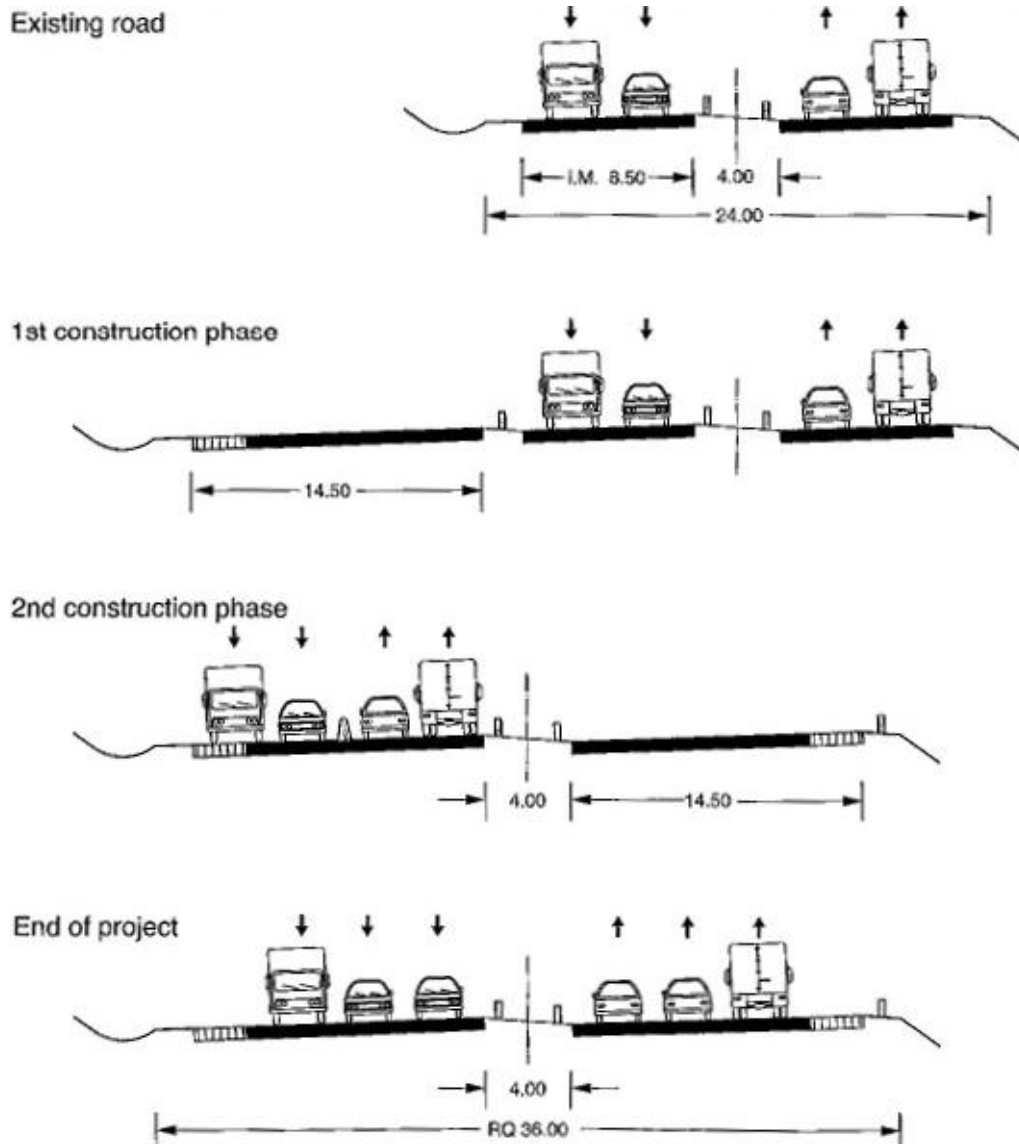 Existing road
i.M. 8.50
4.00
24.00
1st construction phase
14.50
2nd construction phase
4.00
14.50
End of project
4.00
RQ 36.00